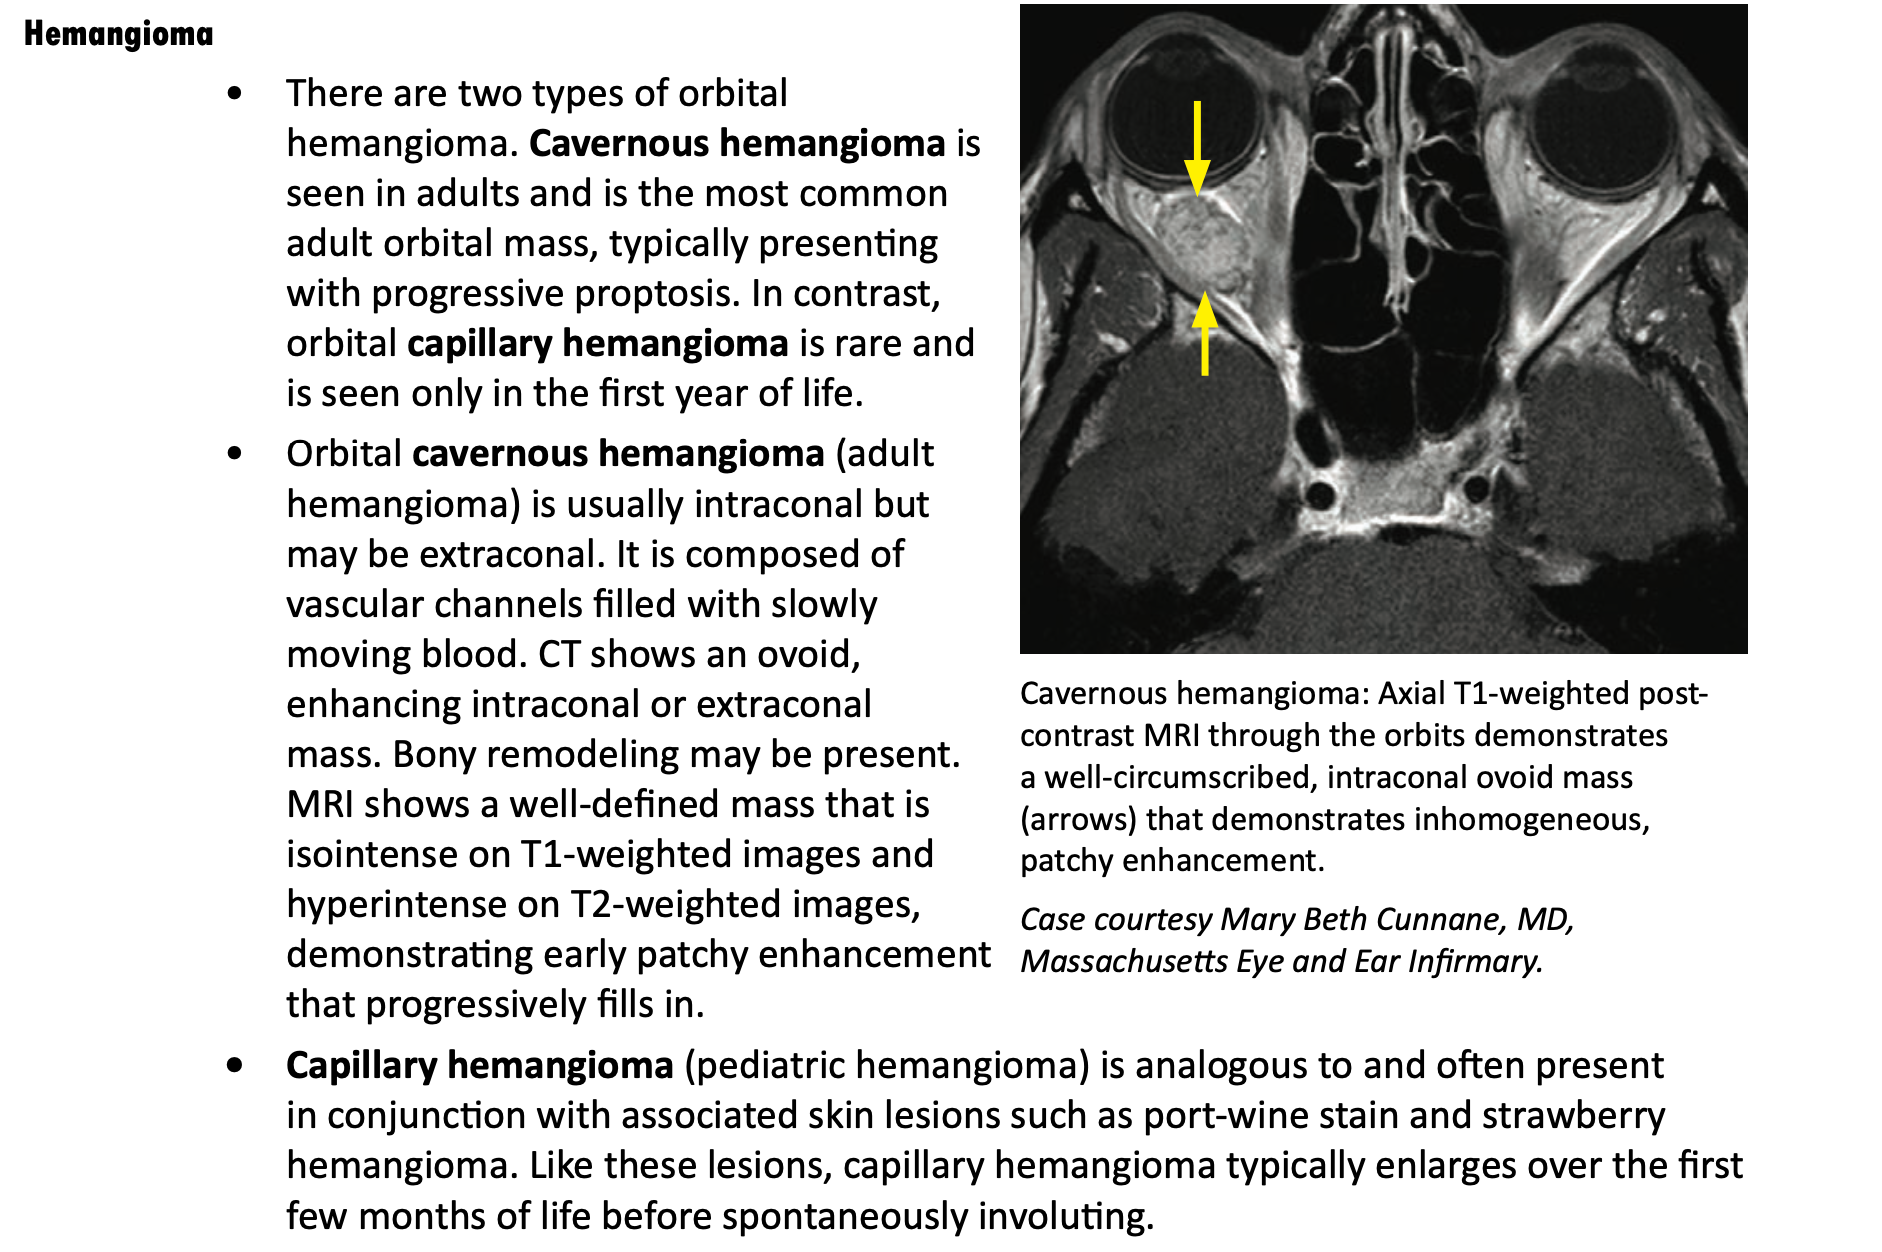 Hemangioma
• There are two types of orbital
hemangioma. Cavernous hemangioma is
seen in adults and is the most common
adult orbital mass, typically presenting
with progressive proptosis. In contrast,
orbital capillary hemangioma is rare and
is seen only in the first year of life.
• Orbital cavernous hemangioma (adult
hemangioma) is usually intraconal but
may be extraconal. It is composed of
vascular channels filled with slowly
moving blood. CT shows an ovoid,
enhancing intraconal or extraconal
mass. Bony remodeling may be present.
MRI shows a well-defined mass that is
isointense on T1-weighted images and
hyperintense on T2-weighted images,
demonstrating early patchy enhancement
that progressively fills in.
Cavernous hemangioma: Axial T1-weighted post-
contrast MRI through the orbits demonstrates
a well-circumscribed, intraconal ovoid mass
(arrows) that demonstrates inhomogeneous,
patchy enhancement.
Case courtesy Mary Beth Cunnane, MD,
Massachusetts Eye and Ear Infirmary.
• Capillary hemangioma (pediatric hemangioma) is analogous to and often present
in conjunction with associated skin lesions such as port-wine stain and strawberry
hemangioma. Like these lesions, capillary hemangioma typically enlarges over the first
few months of life before spontaneously involuting.